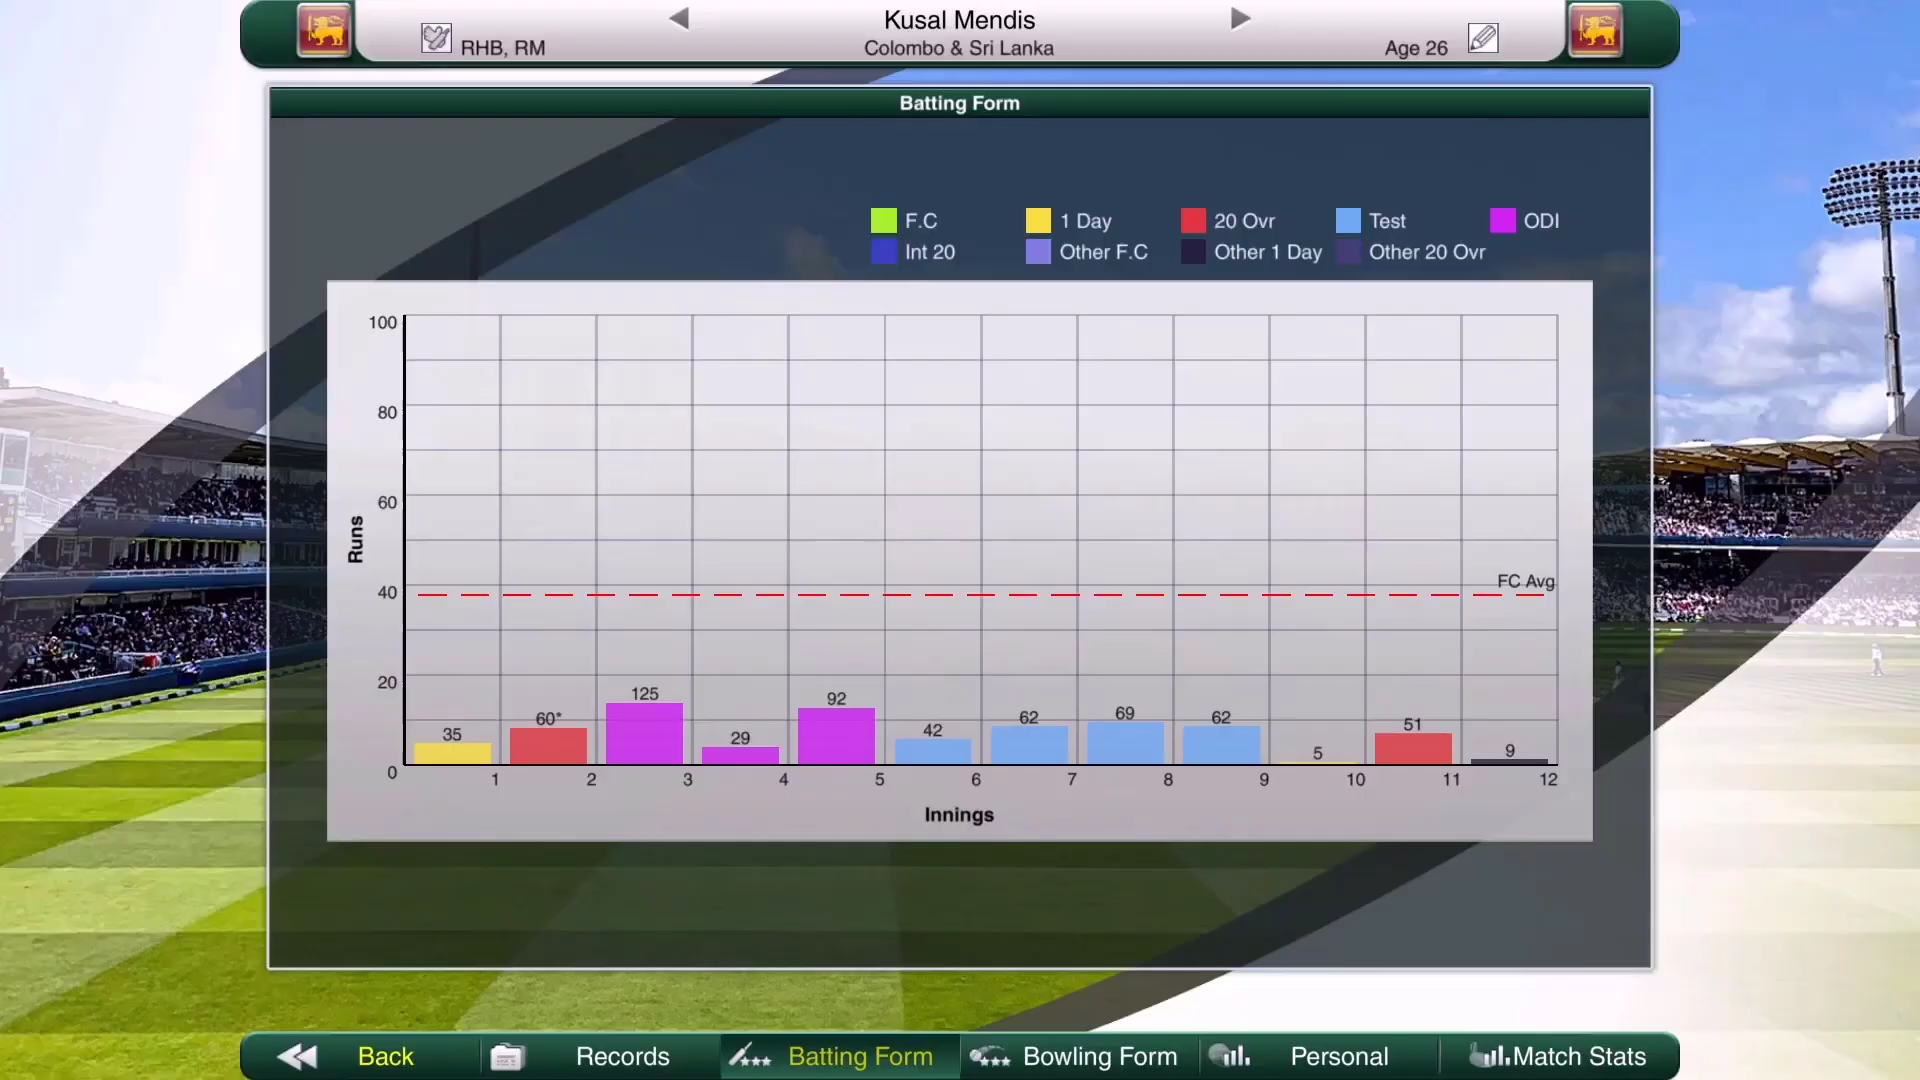 Kusal Mendis
RHB, RM
Colombo & Sri Lanka
Age 26
Batting Form
F.C
1 Day
20 Ovr
Test
ODI
Int 20
Other F.C
Other 1 Day
Other 20 Ovr
100
80
60
40
20
0
Runs
FC Avg
35
60*
125
29
92
42
62
69
62
5
51
9
1 2 3 4 5 6 7 8 9 10 11 12
Innings
Back
Records
Batting Form
Bowling Form
Personal
Match Stats